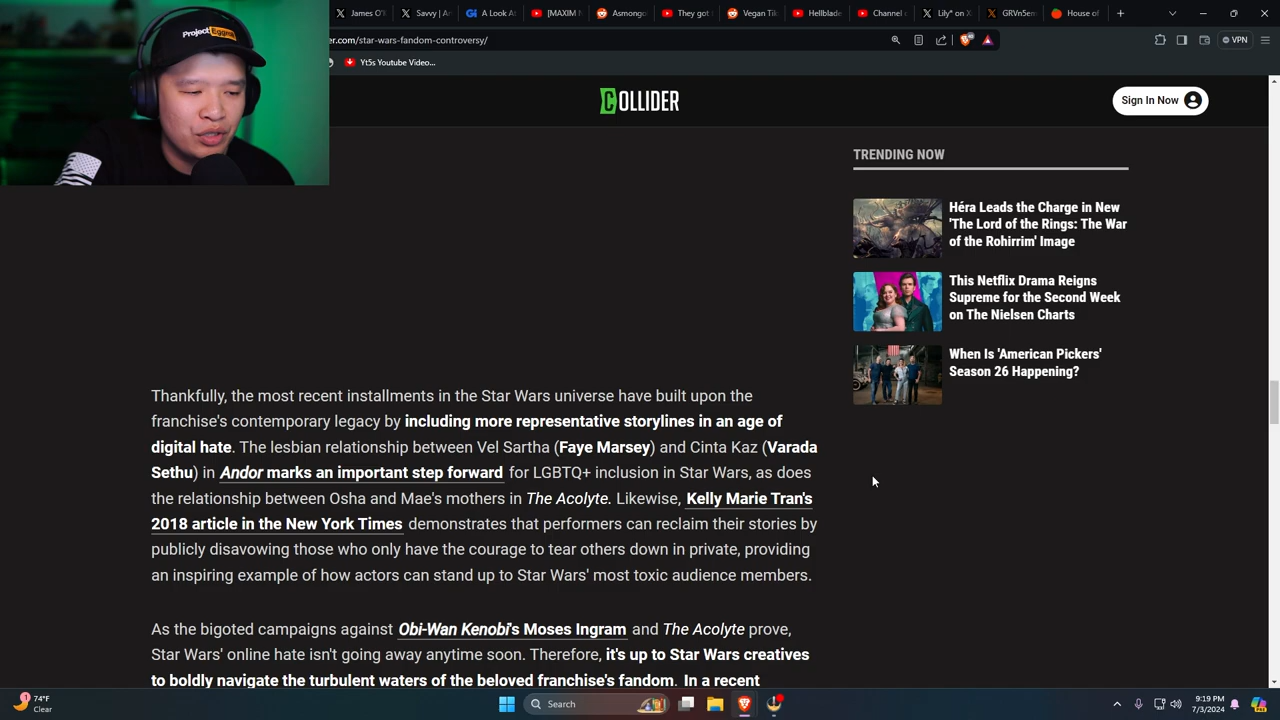 Project Eggman
James O'I
Savvy | Ar
A Look At
[MAXIM N
Asmongo
They got
Vegan Tik
Hellblade
Channel c
Lily* on X
GRVn5em
House of
er.com/star-wars-fandom-controversy/
VPN
Yt5s Youtube Video...
COLLIDER
Sign In Now
TRENDING NOW
Héra Leads the Charge in New
'The Lord of the Rings: The War
of the Rohirrim' Image
This Netflix Drama Reigns
Supreme for the Second Week
on The Nielsen Charts
When Is 'American Pickers'
Season 26 Happening?
Thankfully, the most recent installments in the Star Wars universe have built upon the
franchise's contemporary legacy by including more representative storylines in an age of
digital hate. The lesbian relationship between Vel Sartha (Faye Marsey) and Cinta Kaz (Varada
Sethu) in Andor marks an important step forward for LGBTQ+ inclusion in Star Wars, as does
the relationship between Osha and Mae's mothers in The Acolyte. Likewise, Kelly Marie Tran's
2018 article in the New York Times demonstrates that performers can reclaim their stories by
publicly disavowing those who only have the courage to tear others down in private, providing
an inspiring example of how actors can stand up to Star Wars' most toxic audience members.
As the bigoted campaigns against Obi-Wan Kenobi's Moses Ingram and The Acolyte prove,
Star Wars' online hate isn't going away anytime soon. Therefore, it's up to Star Wars creatives
to boldly navigate the turbulent waters of the beloved franchise's fandom. In a recent
74°F
Clear
Search
9:19 PM
7/3/2024